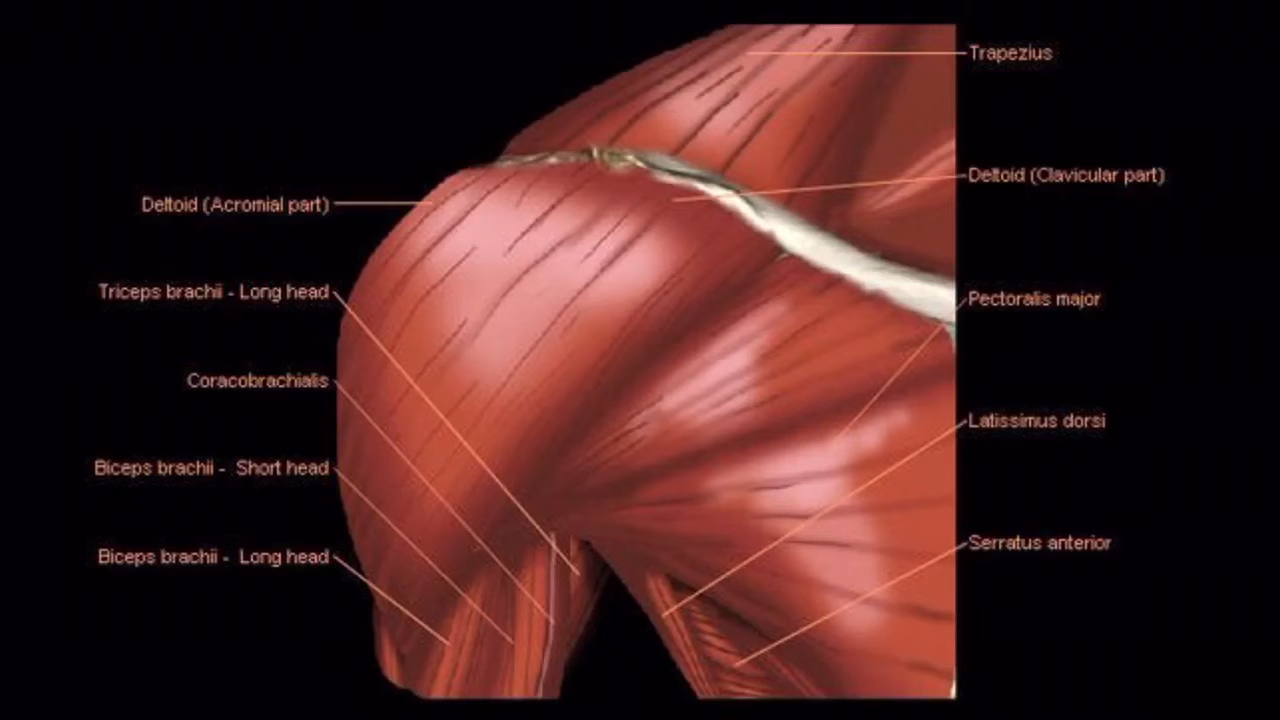 Trapezius
Deltoid (Clavicular part)
Deltoid (Acromial part)
Triceps brachii - Long head
Pectoralis major
Coracobrachialis
Latissimus dorsi
Biceps brachii - Short head
Serratus anterior
Biceps brachii - Long head